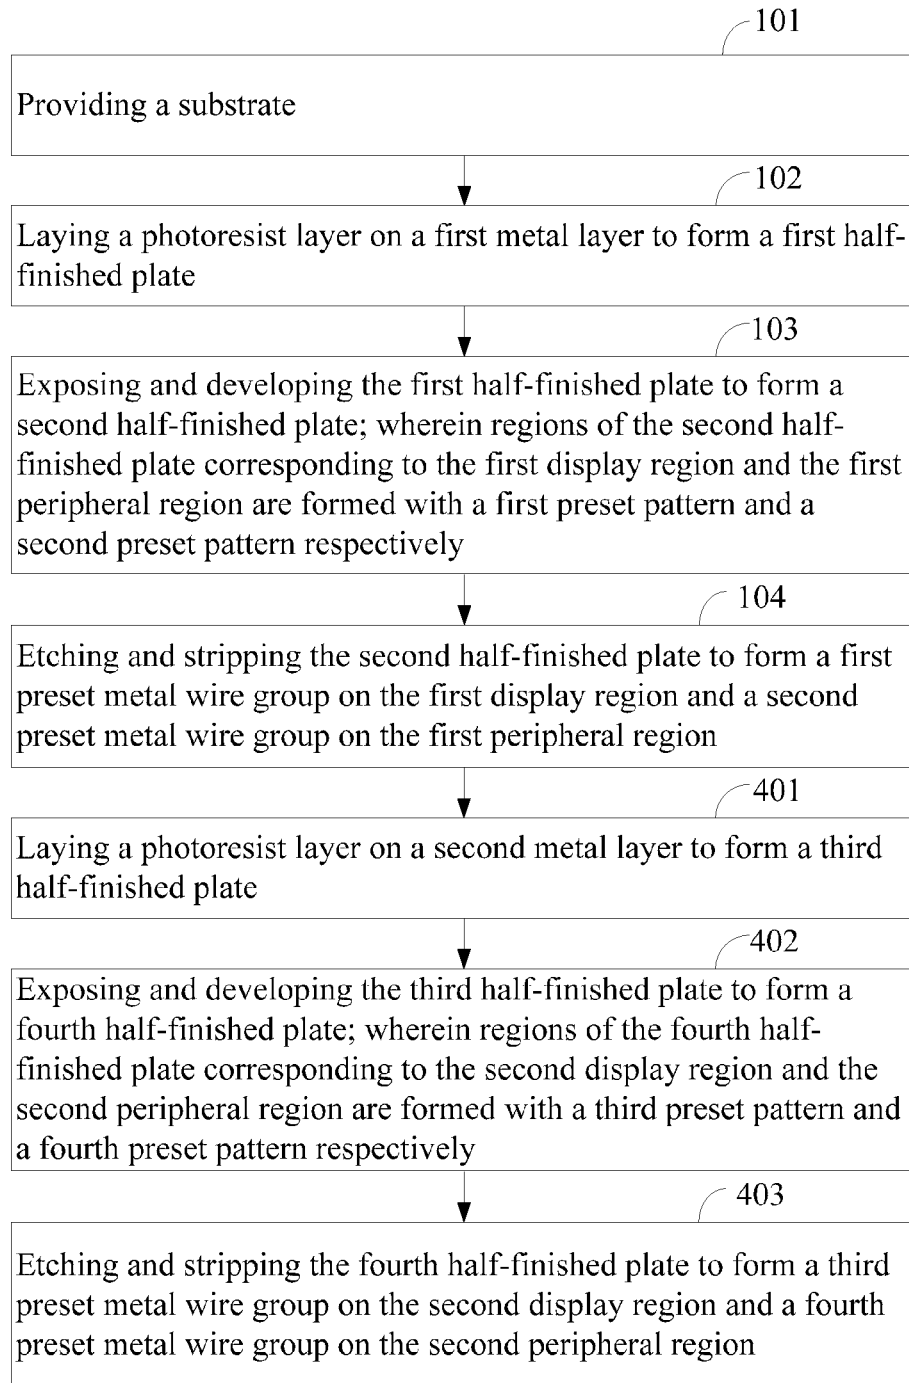 101
Providing a substrate
102
Laying a photoresist layer on a first metal layer to form a first half-
finished plate
103
Exposing and developing the first half-finished plate to form a
second half-finished plate; wherein regions of the second half-
finished plate corresponding to the first display region and the first
peripheral region are formed with a first preset pattern and a
second preset pattern respectively
104
Etching and stripping the second half-finished plate to form a first
preset metal wire group on the first display region and a second
preset metal wire group on the first peripheral region
401
Laying a photoresist layer on a second metal layer to form a third
half-finished plate
402
Exposing and developing the third half-finished plate to form a
fourth half-finished plate; wherein regions of the fourth half-
finished plate corresponding to the second display region and the
second peripheral region are formed with a third preset pattern and
a fourth preset pattern respectively
403
Etching and stripping the fourth half-finished plate to form a third
preset metal wire group on the second display region and a fourth
preset metal wire group on the second peripheral region